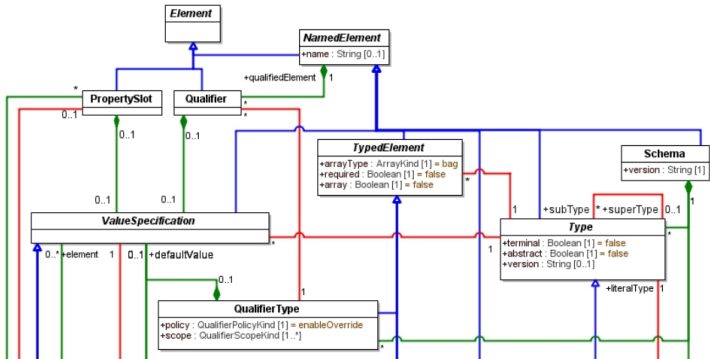 Element
NamedElement
+name : String [0..1]
+qualifiedElement
1
*
PropertySlot
Qualifier
*
*
0..1
0..1
0..1
TypedElement
+arrayType : ArrayKind [1] = bag
+required : Boolean [1] = false
+array : Boolean [1] = false
*
Schema
+version : String [1]
1
0..1
0..1
1
+subType
*
+superType
0..1
ValueSpecification
*
1
Type
*
+terminal : Boolean [1] = false
+abstract : Boolean [1] = false
+version : String [0..1]
0..*
+element
1
0..1
+defaultValue
0..1
1
+literalType
1
QualifierType
+policy : QualifierPolicyKind [1] = enableOverride
+scope : QualifierScopeKind [1..*]
*